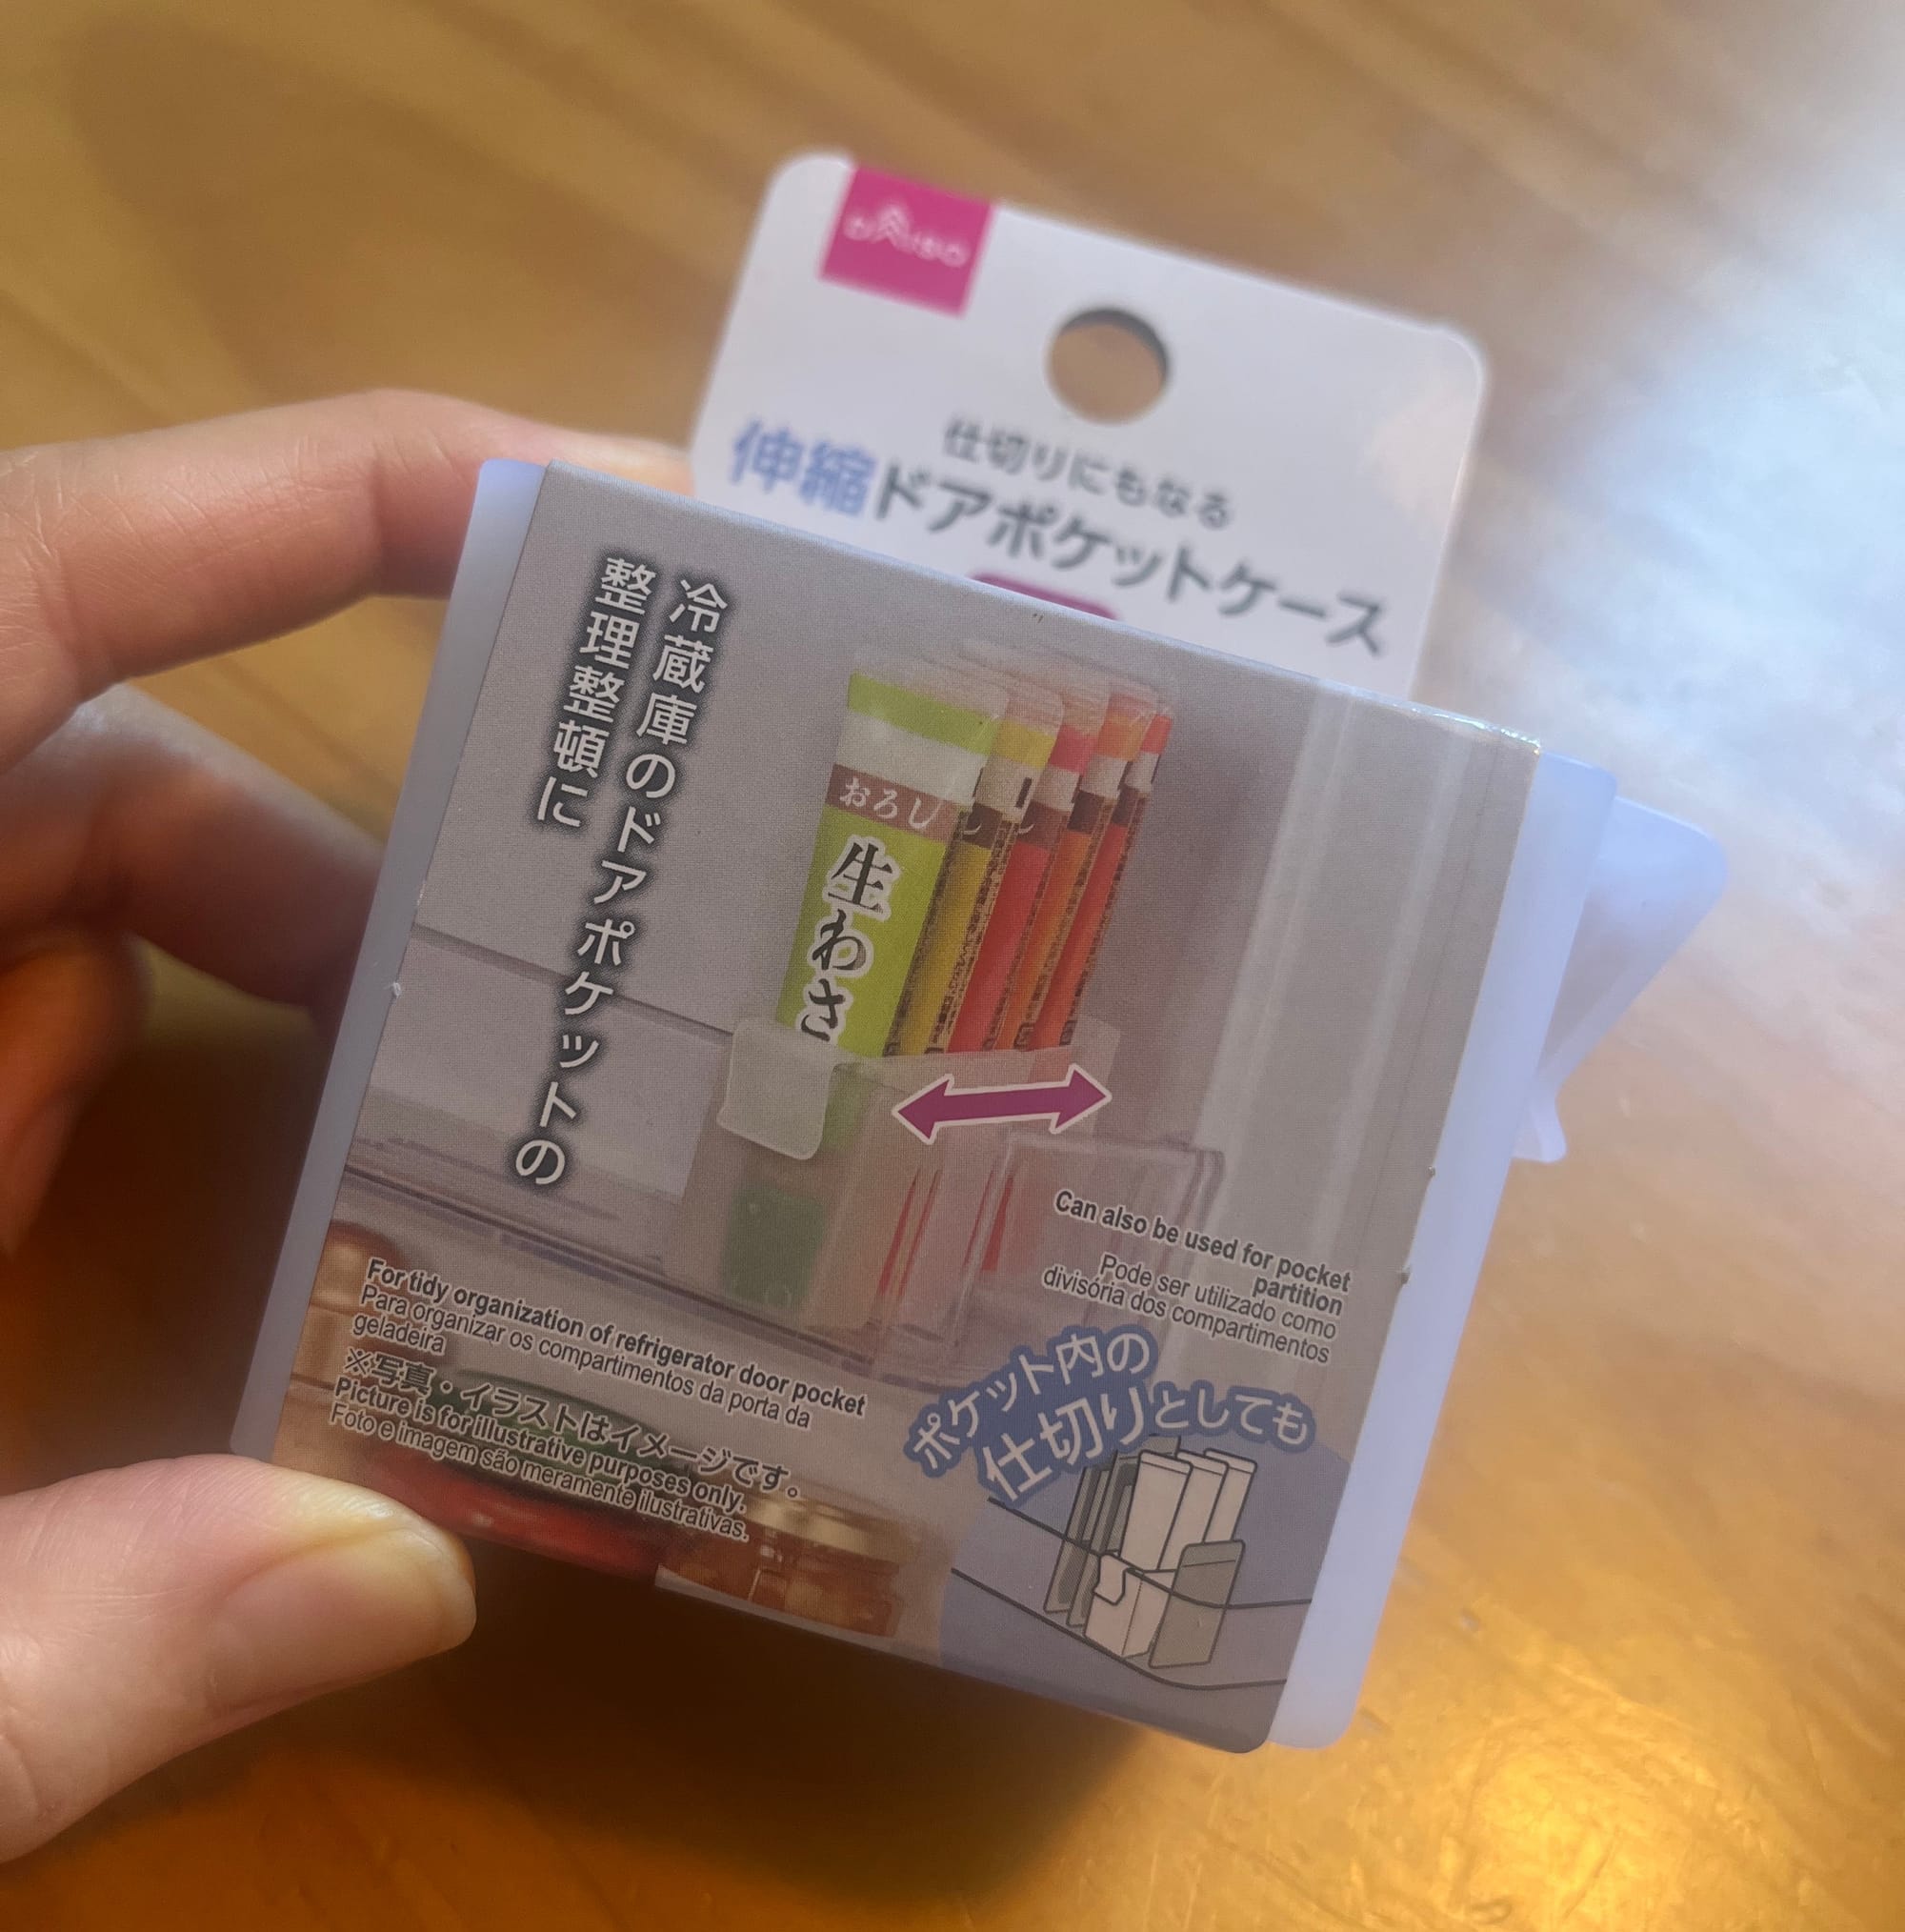 DAISO
仕切りにもなる
伸縮ドアポケットケース
冷蔵庫のドアポケットの
整理整頓に
おろし
生わさ
Can also be used for pocket
partition
Pode ser utilizado como
divisória dos compartimentos
For tidy organization of refrigerator door pocket
Para organizar os compartimentos da porta da
geladeira
※写真・イラストはイメージです。
Picture is for illustrative purposes only.
Foto e imagem são meramente ilustrativas.
ポケット内の
仕切りとしても